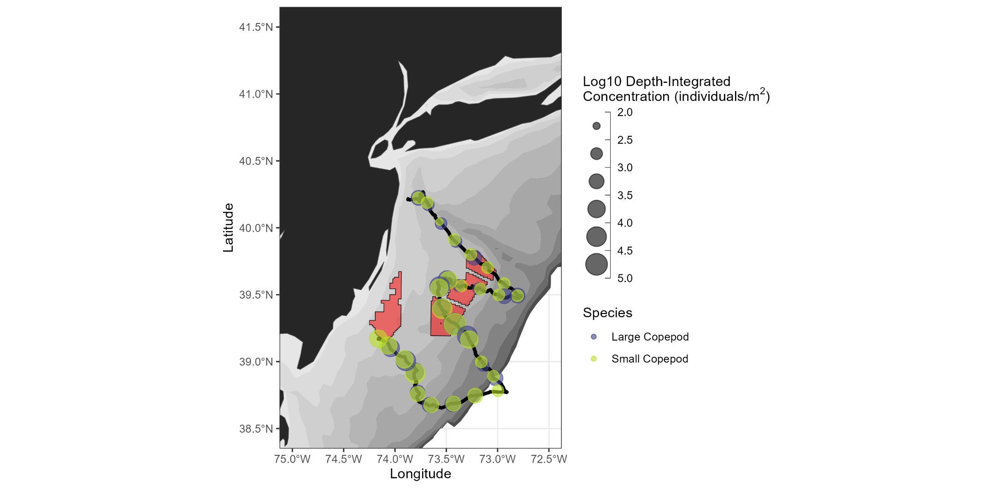 41.5°N
41.0°N
40.5°N
40.0°N
39.5°N
39.0°N
38.5°N
Latitude
75.0°W 74.5°W 74.0°W 73.5°W 73.0°W 72.5°W
Longitude
Log10 Depth-Integrated
Concentration (individuals/m²)
2.0
2.5
3.0
3.5
4.0
4.5
5.0
Species
Large Copepod
Small Copepod